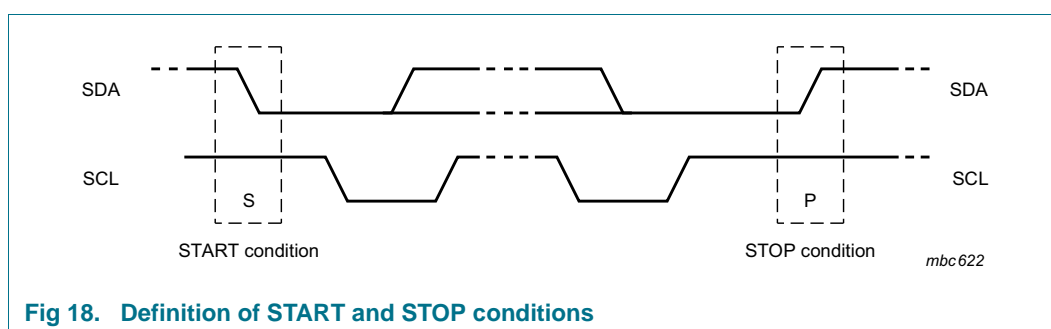 SDA
SDA
SCL
SCL
S
P
START condition
STOP condition
mbc622
Fig 18. Definition of START and STOP conditions